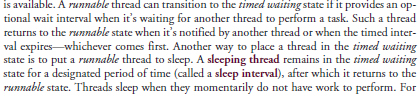 is available. A runnable thread can transition to the timed waiting state if it provides an op-
tional wait interval when it's waiting for another thread to perform a task. Such a thread
returns to the runnable state when it's notified by another thread or when the timed inter-
val expires—whichever comes first. Another way to place a thread in the timed waiting
state is to put a runnable thread to sleep. A sleeping thread remains in the timed waiting
state for a designated period of time (called a sleep interval), after which it returns to the
runnable state. Threads sleep when they momentarily do not have work to perform. For